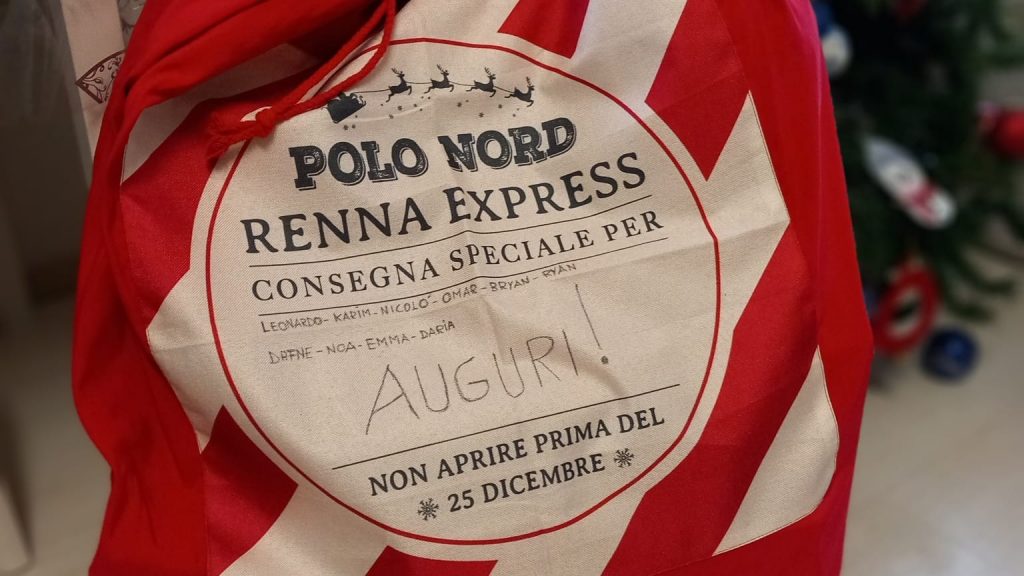 POLO NORD
RENNA EXPRESS
CONSEGNA SPECIALE PER
LEONARDO - KARIM - NICOLÒ - OMAR - BRYAN - RYAN
DAFNE - NOA - EMMA - DARIA
AUGURI!
NON APRIRE PRIMA DEL
25 DICEMBRE